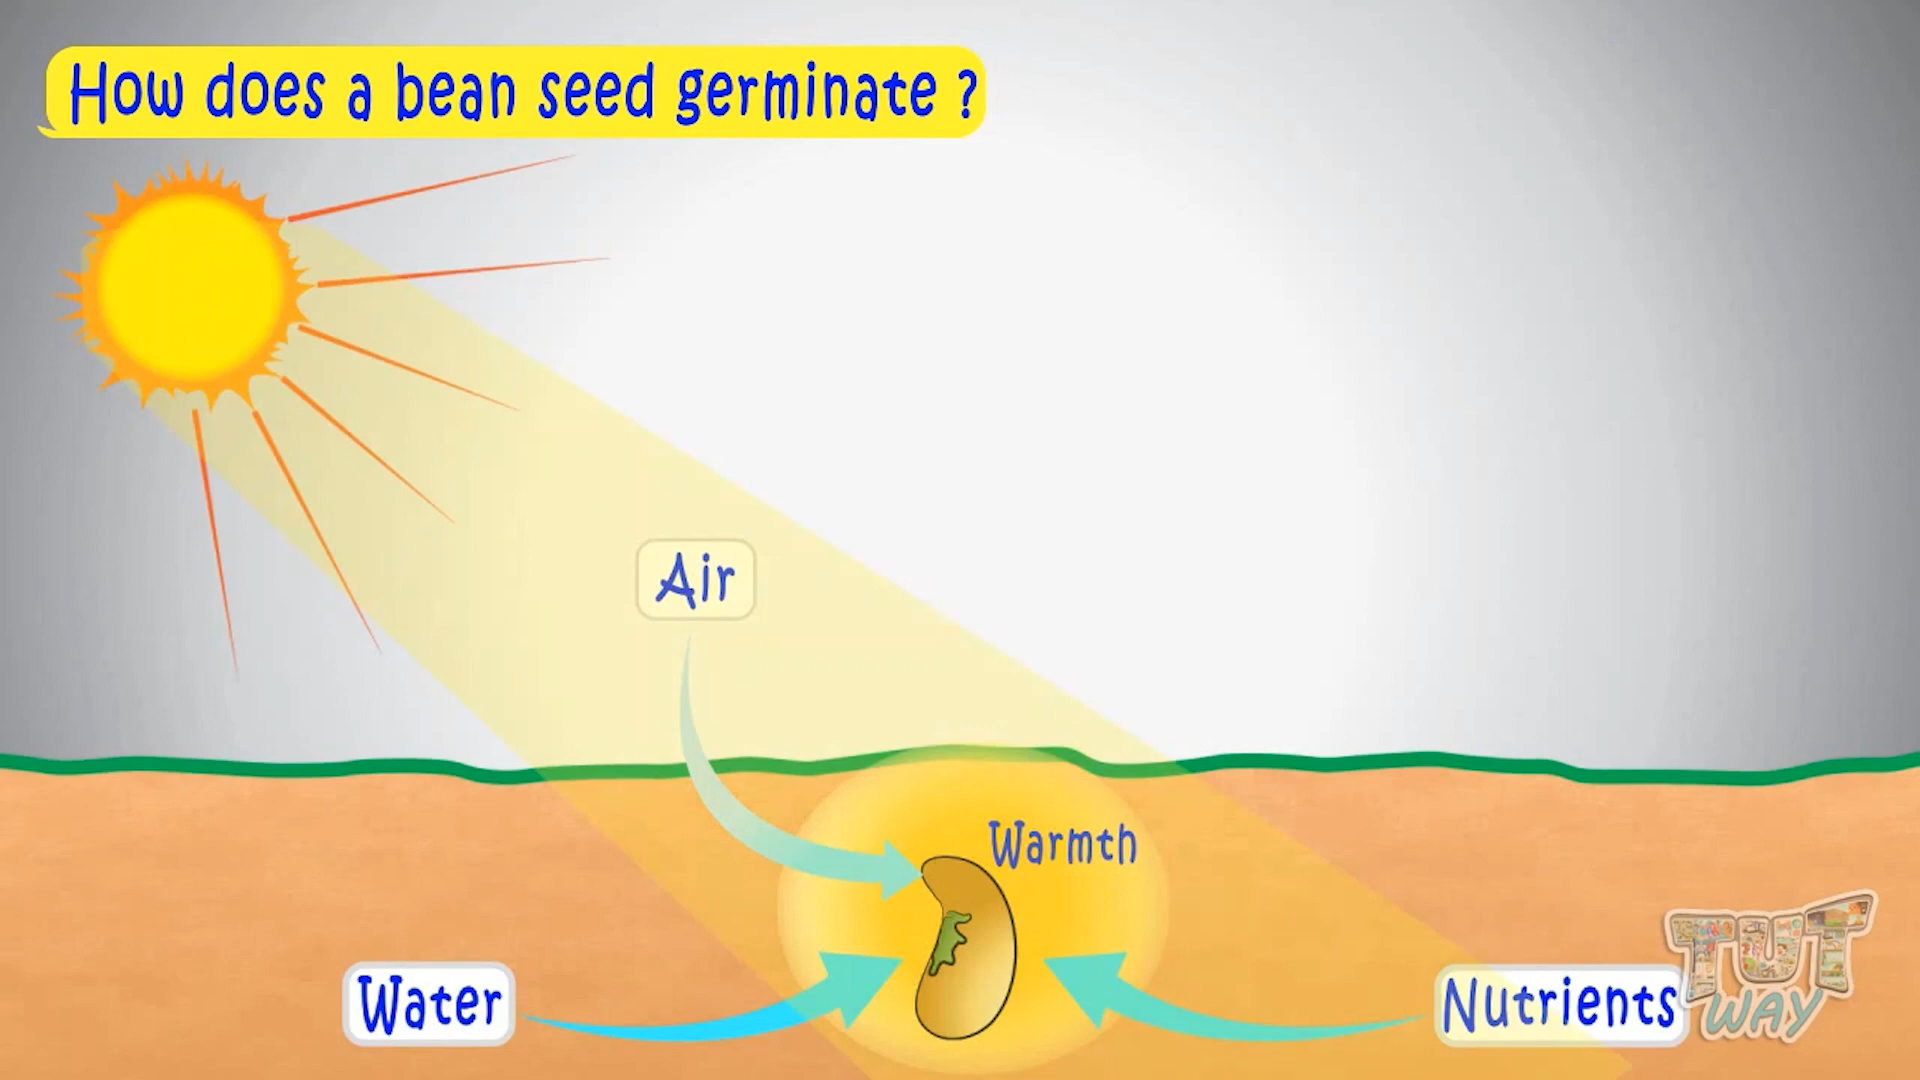 How does a bean seed germinate ?
Air
Warmth
Water
Nutrients
TUT
WAY